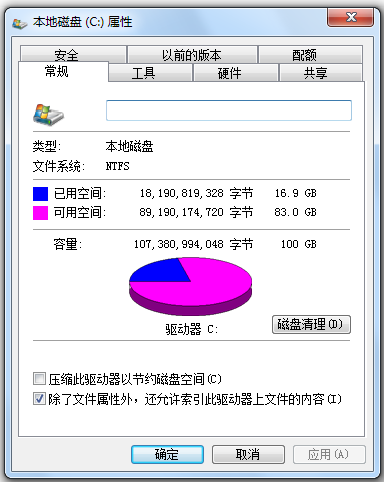 本地磁盘 (C:) 属性
安全 以前的版本 配额
常规 工具 硬件 共享
类型: 本地磁盘
文件系统: NTFS
已用空间: 18,190,819,328 字节 16.9 GB
可用空间: 89,190,174,720 字节 83.0 GB
容量: 107,380,994,048 字节 100 GB
驱动器 C:
磁盘清理(D)
压缩此驱动器以节约磁盘空间(C)
除了文件属性外，还允许索引此驱动器上文件的内容(I)
确定 取消 应用(A)